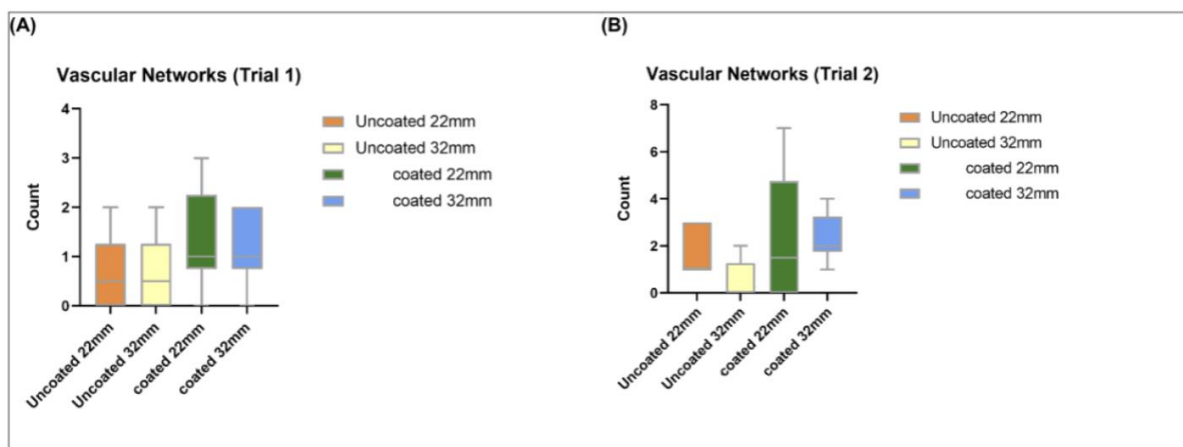 (A)
Vascular Networks (Trial 1)
4
3
2
1
0
Count
Uncoated 22mm
Uncoated 32mm
coated 22mm
coated 32mm
Uncoated 22mm
Uncoated 32mm
coated 22mm
coated 32mm
(B)
Vascular Networks (Trial 2)
8
6
4
2
0
Count
Uncoated 22mm
Uncoated 32mm
coated 22mm
coated 32mm
Uncoated 22mm
Uncoated 32mm
coated 22mm
coated 32mm